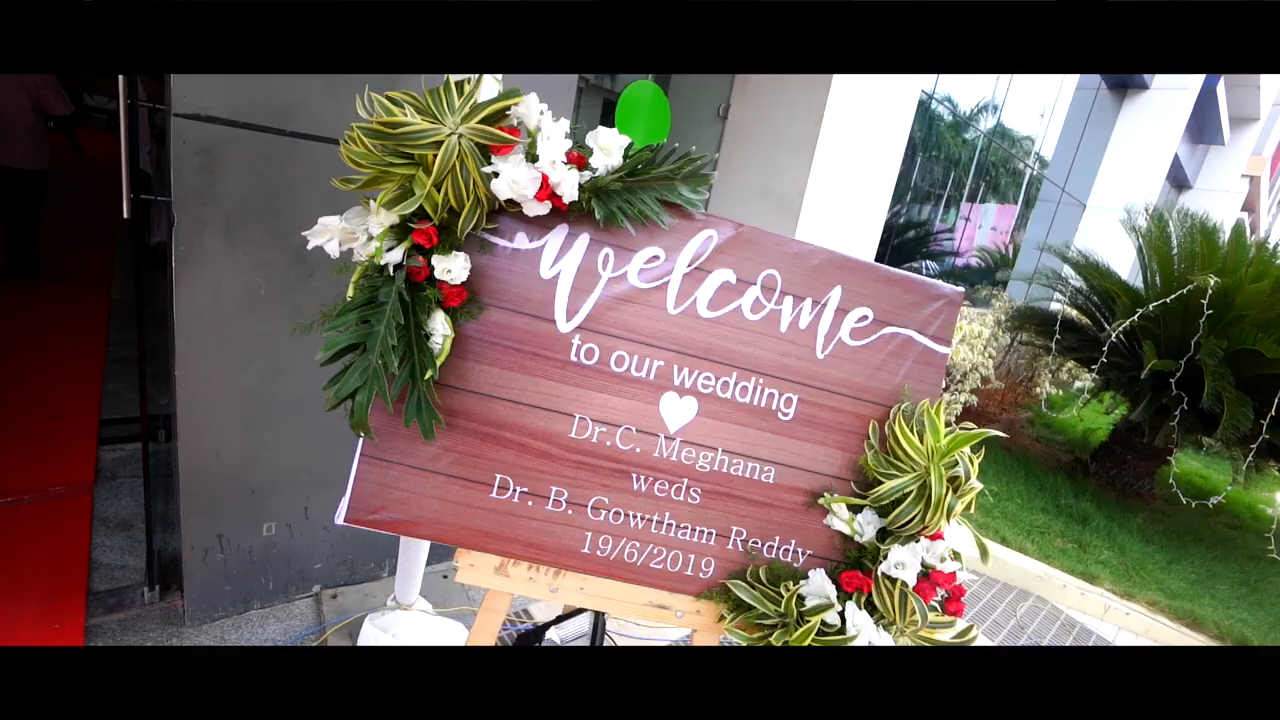 welcome
to our wedding
Dr.C. Meghana
weds
Dr. B. Gowtham Reddy
19/6/2019